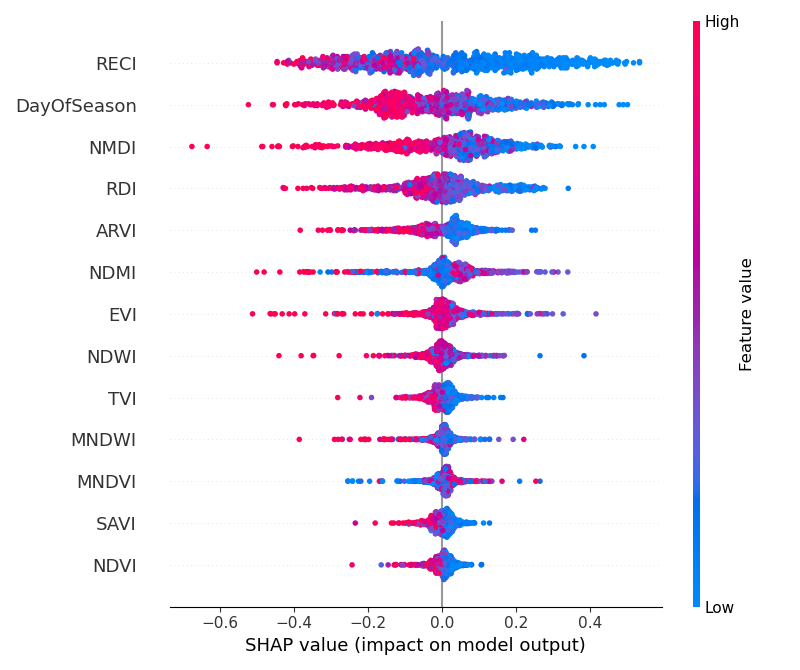 High
RECI
DayOfSeason
NMDI
RDI
ARVI
NDMI
EVI
NDWI
TVI
MNDWI
MNDVI
SAVI
NDVI
Feature value
Low
−0.6 −0.4 −0.2 0.0 0.2 0.4
SHAP value (impact on model output)